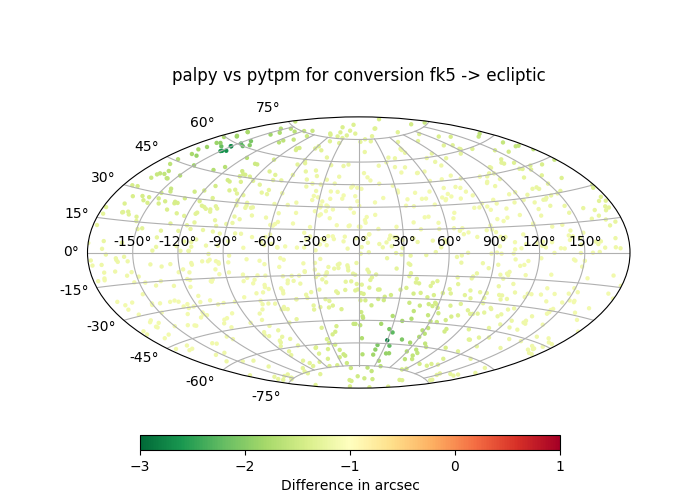 palpy vs pytpm for conversion fk5 -> ecliptic
75°
60°
45°
30°
15°
-150° -120° -90° -60° -30° 0° 30° 60° 90° 120° 150°
0°
-15°
-30°
-45°
-60°
-75°
−3 −2 −1 0 1
Difference in arcsec